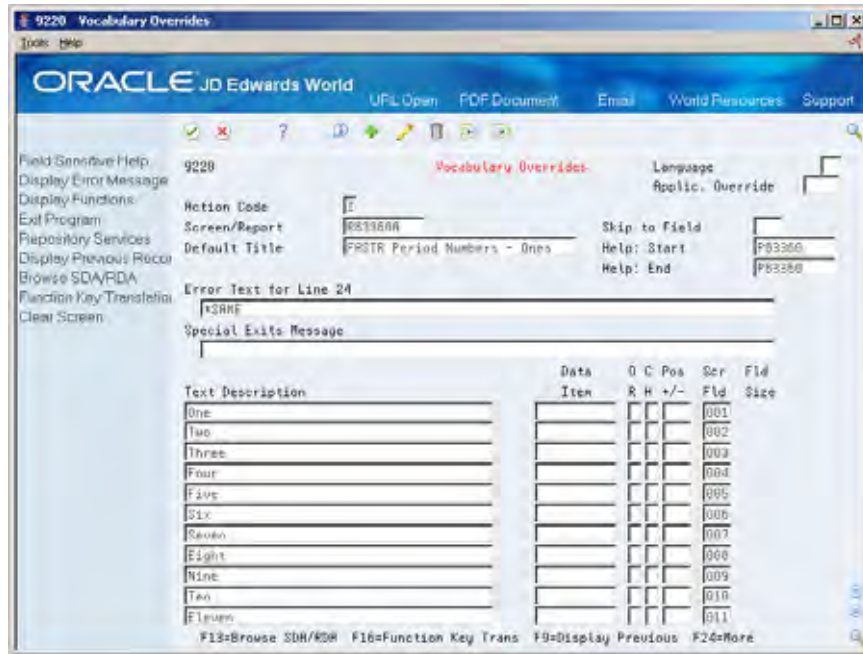 9220 Vocabulary Overrides
Tools Help
ORACLE JD Edwards World
URL Open PDF Document Email World Resources Support
Field Sensitive Help
Display Error Message
Display Functions
Exit Program
Repository Services
Display Previous Recor
Browse SDA/RDA
Function Key Translation
Clear Screen
9220 Vocabulary Overrides Language
Applic. Override
Action Code I
Screen/Report Skip to Field
Default Title FASTR Period Numbers - Ones Help: Start P83360
Help: End P83360
Error Text for Line 24
*SAME
Special Exits Message
Data O C Pos Scr Fld
Text Description Item R H +/- Fld Size
One 001
Two 002
Three 003
Four 004
Five 005
Six 006
Seven 007
Eight 008
Nine 009
Ten 010
Eleven 011
F13=Browse SDA/RDA F16=Function Key Trans F9=Display Previous F24=More